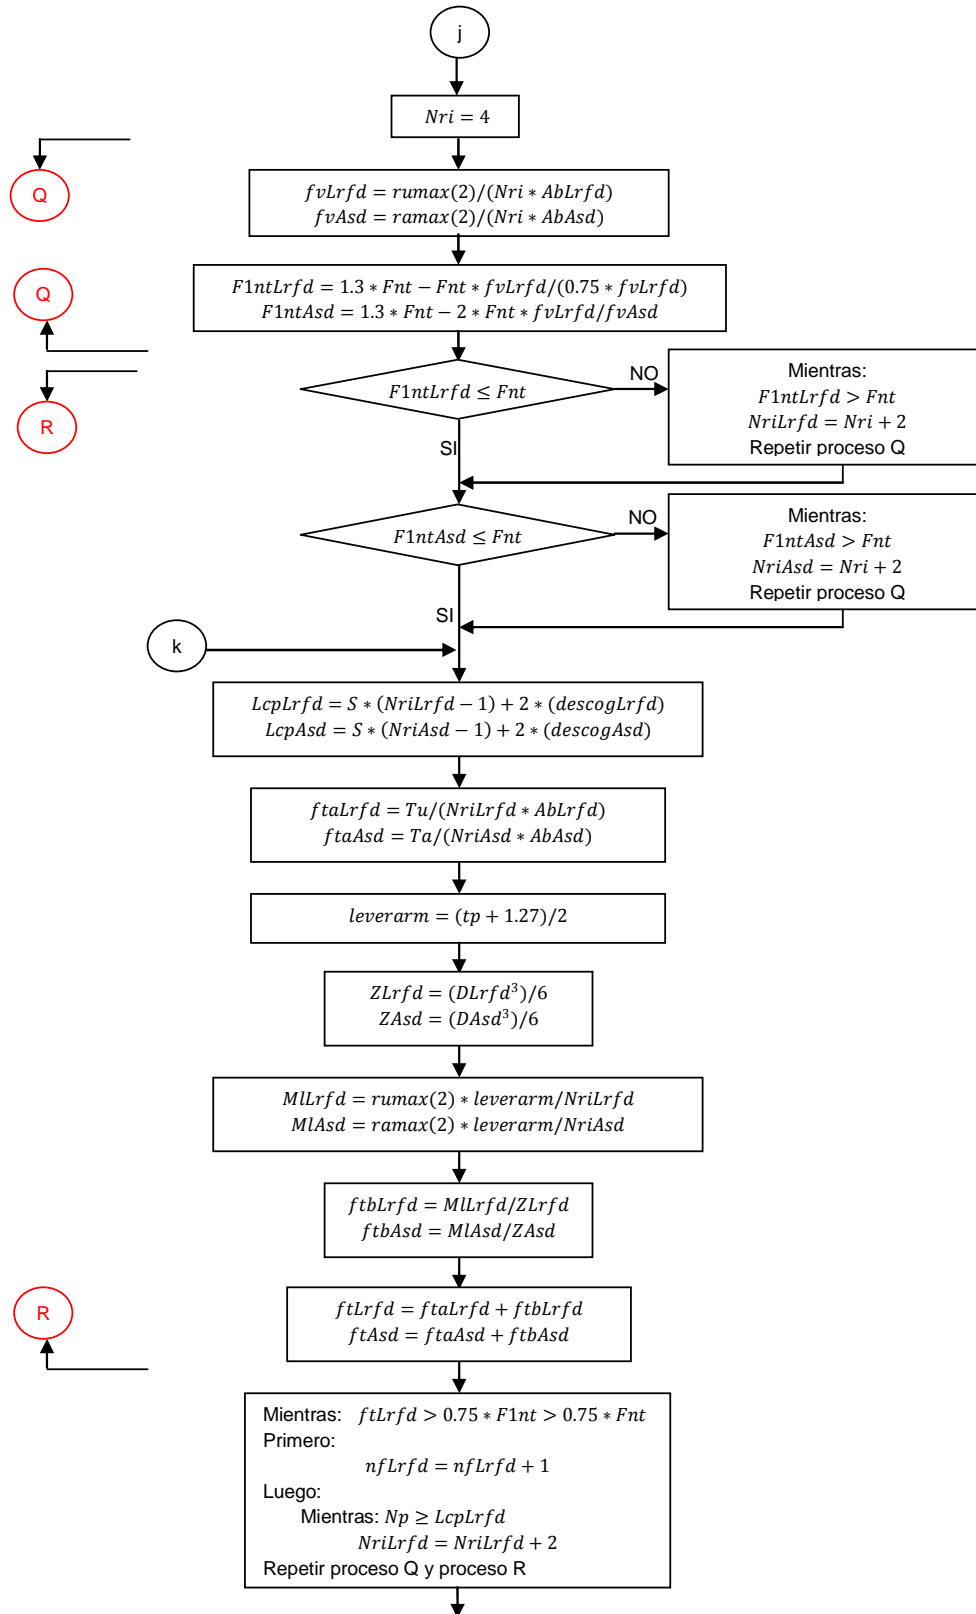 j
Nri = 4
Q
fvLrfd = rumax(2)/(Nri * AbLrfd)
fvAsd = ramax(2)/(Nri * AbAsd)
Q
F1ntLrfd = 1.3 * Fnt − Fnt * fvLrfd/(0.75 * fvLrfd)
F1ntAsd = 1.3 * Fnt − 2 * Fnt * fvLrfd/fvAsd
R
F1ntLrfd ≤ Fnt
NO
Mientras:
F1ntLrfd > Fnt
NriLrfd = Nri + 2
Repetir proceso Q
SI
F1ntAsd ≤ Fnt
NO
Mientras:
F1ntAsd > Fnt
NriAsd = Nri + 2
Repetir proceso Q
SI
k
LcpLrfd = S * (NriLrfd − 1) + 2 * (descogLrfd)
LcpAsd = S * (NriAsd − 1) + 2 * (descogAsd)
ftaLrfd = Tu/(NriLrfd * AbLrfd)
ftaAsd = Ta/(NriAsd * AbAsd)
leverarm = (tp + 1.27)/2
ZLrfd = (DLrfd³)/6
ZAsd = (DAsd³)/6
MlLrfd = rumax(2) * leverarm/NriLrfd
MlAsd = ramax(2) * leverarm/NriAsd
ftbLrfd = MlLrfd/ZLrfd
ftbAsd = MlAsd/ZAsd
R
ftLrfd = ftaLrfd + ftbLrfd
ftAsd = ftaAsd + ftbAsd
Mientras: ftLrfd > 0.75 * F1nt > 0.75 * Fnt
Primero:
nfLrfd = nfLrfd + 1
Luego:
Mientras: Np ≥ LcpLrfd
NriLrfd = NriLrfd + 2
Repetir proceso Q y proceso R